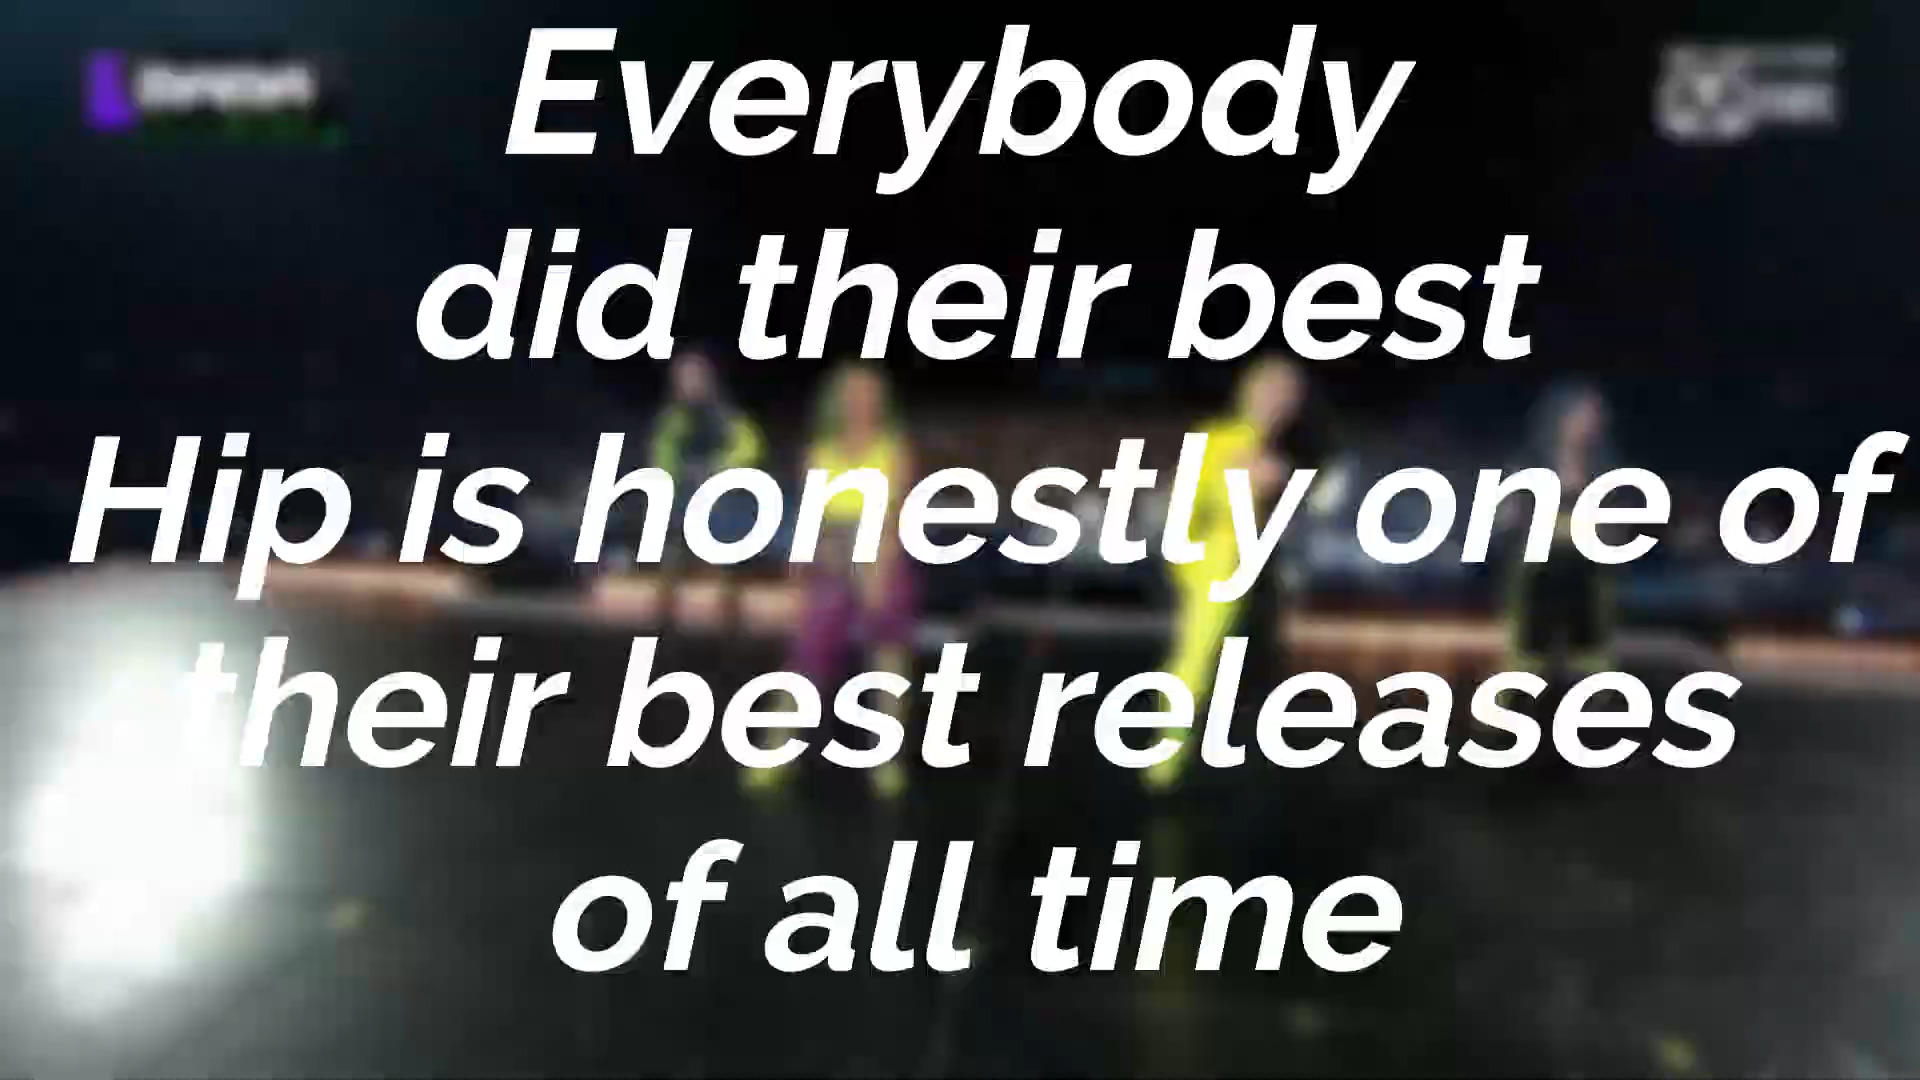 Everybody
did their best
Hip is honestly one of
their best releases
of all time